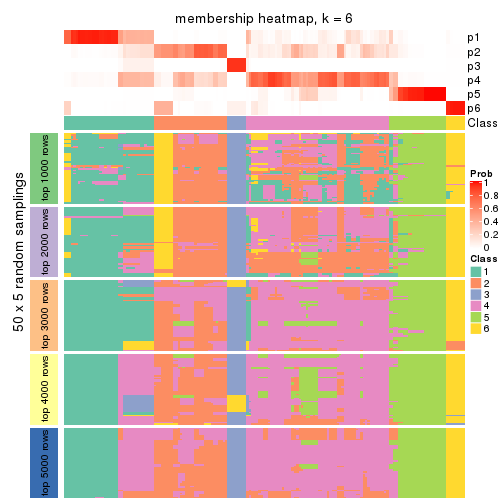 membership heatmap, k = 6
p1
p2
p3
p4
p5
p6
Class
50 x 5 random samplings
top 1000 rows
top 2000 rows
top 3000 rows
top 4000 rows
top 5000 rows
Prob
1
0.8
0.6
0.4
0.2
0
Class
1
2
3
4
5
6